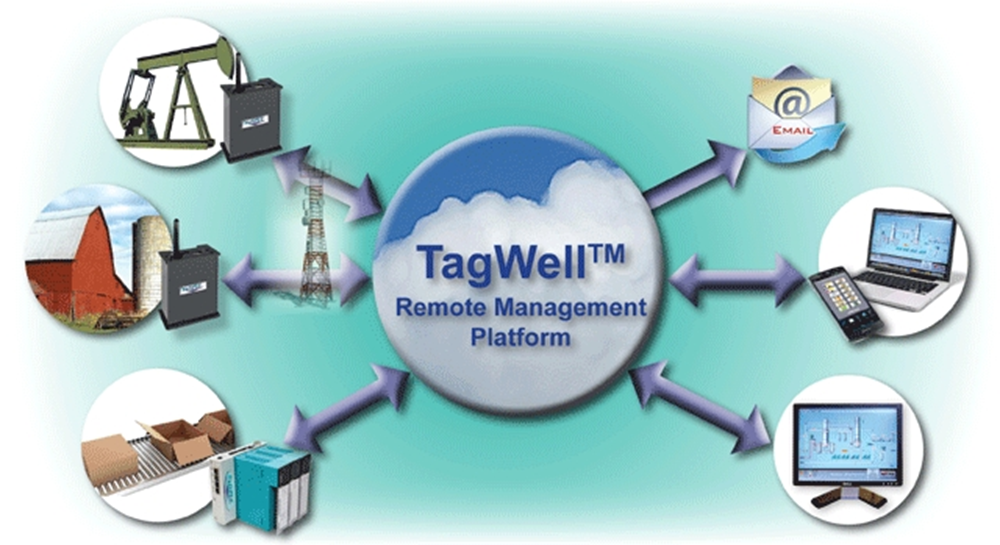 TagWell™
Remote Management
Platform
@
EMAIL